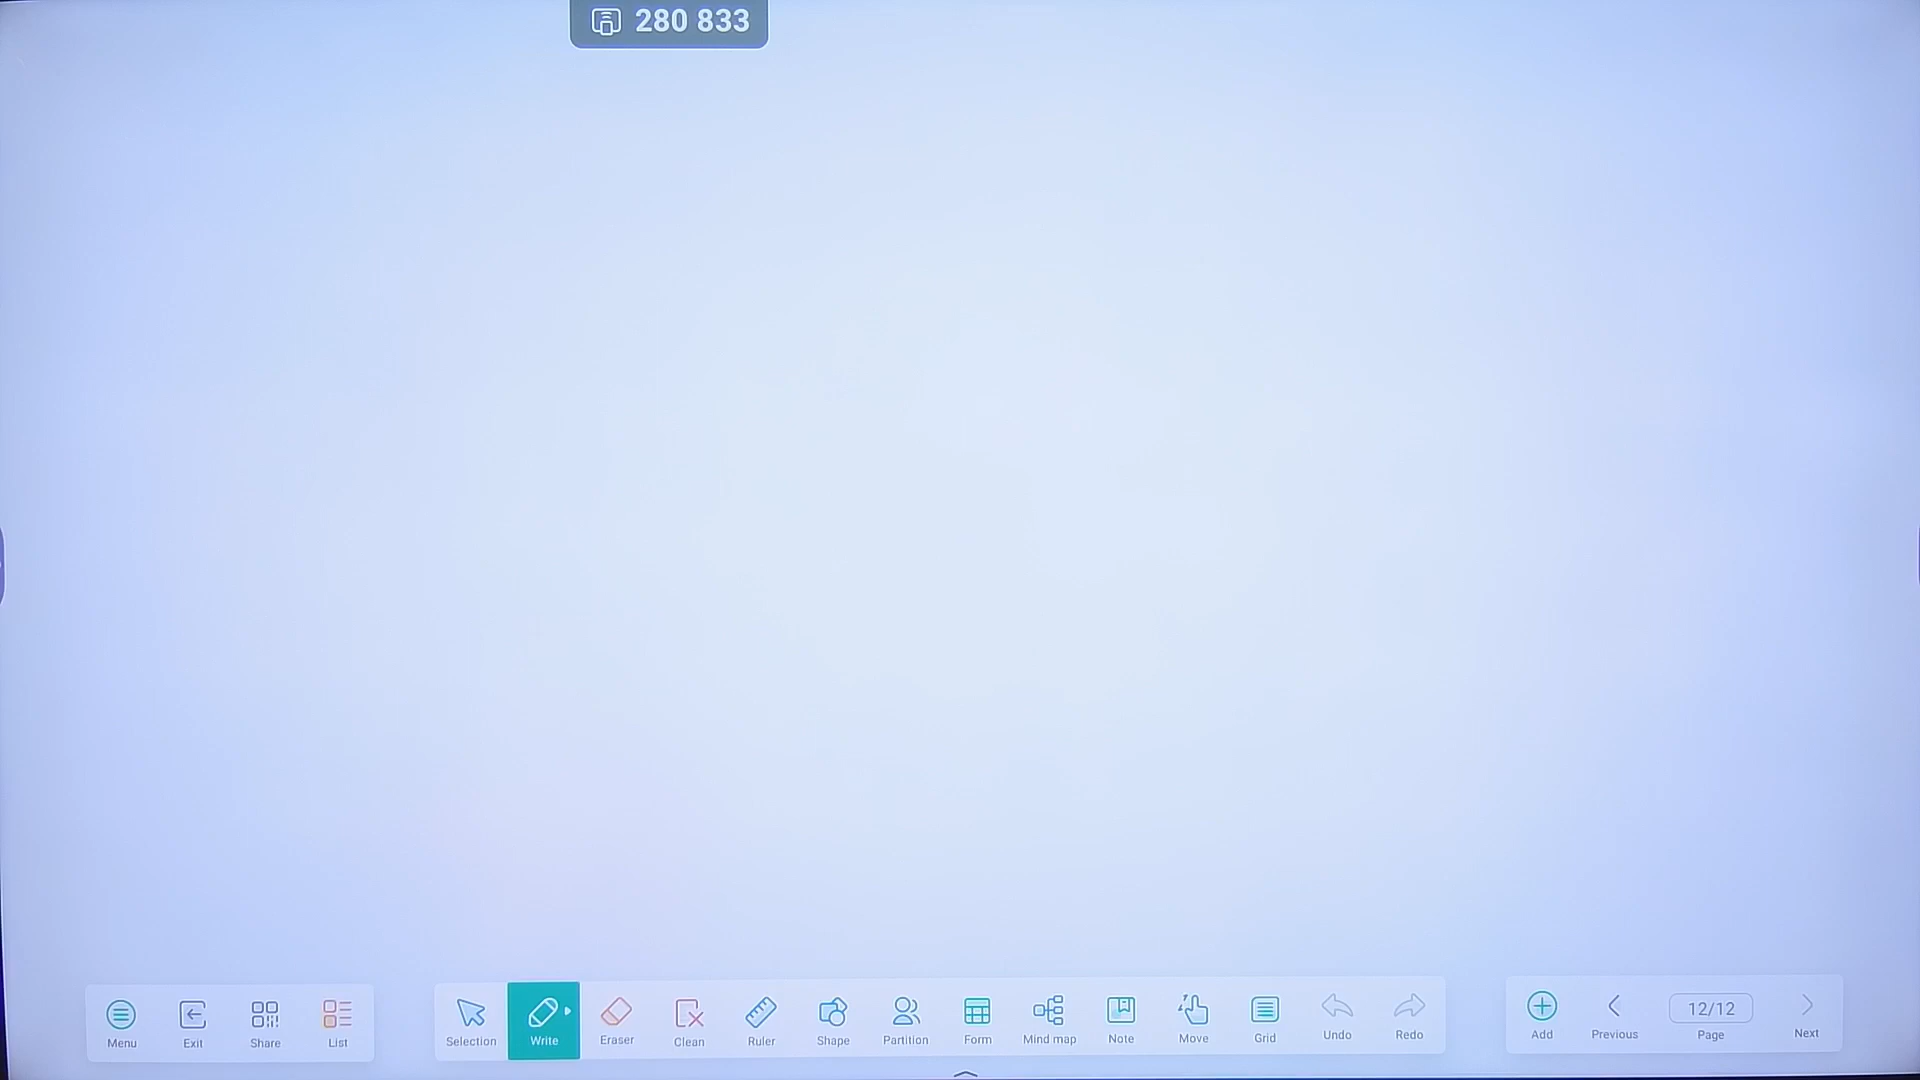 280 833
Menu
Exit
Share
List
Selection
Write
Eraser
Clean
Ruler
Shape
Partition
Form
Mind map
Note
Move
Grid
Undo
Redo
Add
Previous
12/12
Page
Next